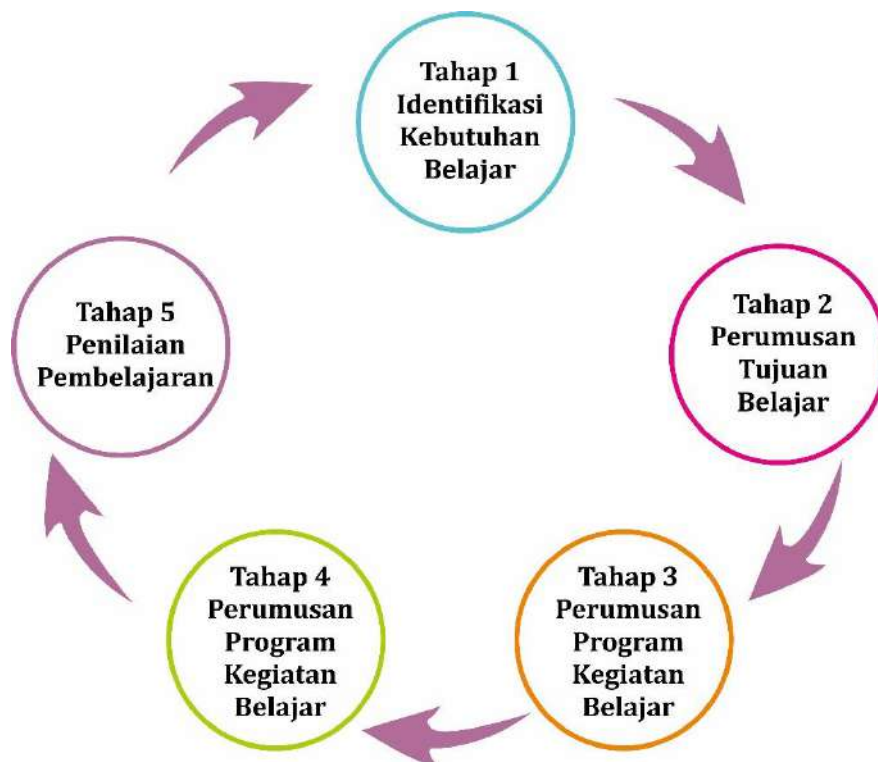 Tahap 1
Identifikasi
Kebutuhan
Belajar
Tahap 2
Perumusan
Tujuan
Belajar
Tahap 3
Perumusan
Program
Kegiatan
Belajar
Tahap 4
Perumusan
Program
Kegiatan
Belajar
Tahap 5
Penilaian
Pembelajaran